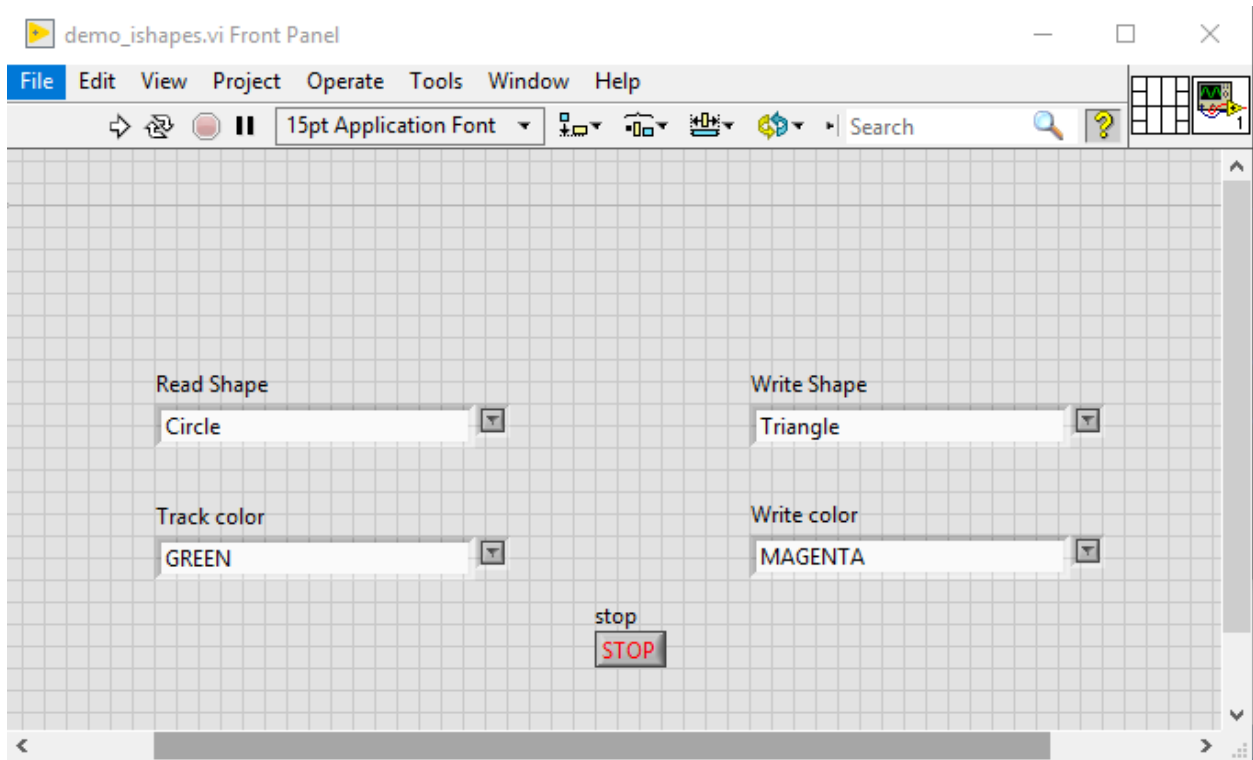 demo_ishapes.vi Front Panel
File Edit View Project Operate Tools Window Help
15pt Application Font Search ? 1
Read Shape Write Shape
Circle Triangle
Track color Write color
GREEN MAGENTA
stop
STOP